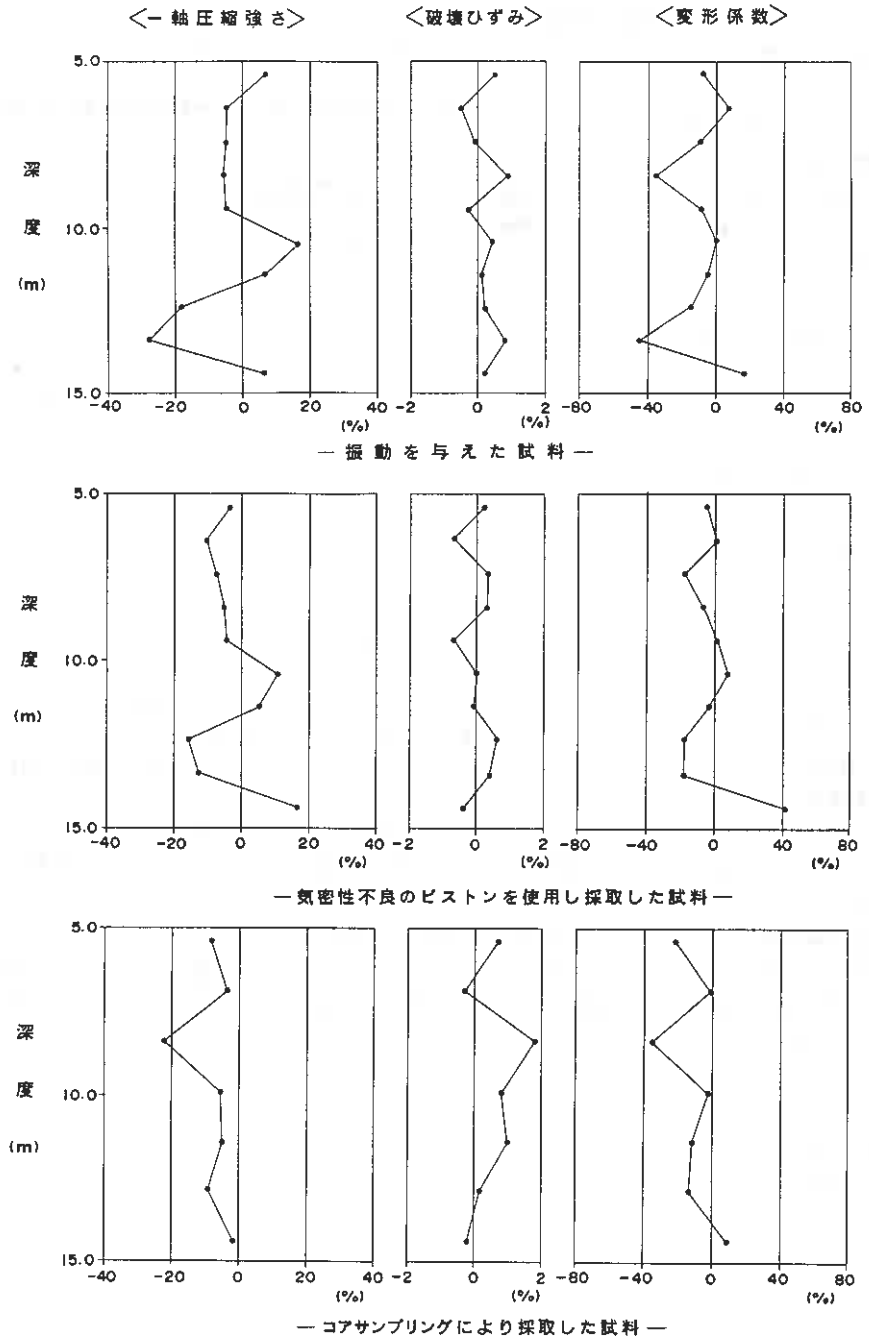 <一軸圧縮強さ> <破壊ひずみ> <変形係数>
5.0
深
度
10.0
(m)
15.0
-40 -20 0 20 40 -2 0 2 -80 -40 0 40 80
(%) (%) (%)
—振動を与えた試料—
5.0
深
度
10.0
(m)
15.0
-40 -20 0 20 40 -2 0 2 -80 -40 0 40 80
(%) (%) (%)
—気密性不良のピストンを使用し採取した試料—
5.0
深
度
10.0
(m)
15.0
-40 -20 0 20 40 -2 0 2 -80 -40 0 40 80
(%) (%) (%)
—コアサンプリングにより採取した試料—